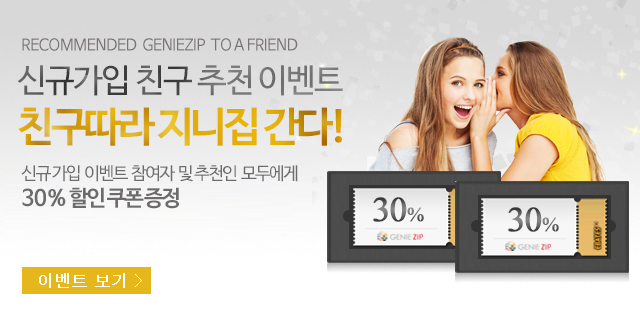 RECOMMENDED GENIEZIP TO A FRIEND
신규가입 친구 추천 이벤트
친구따라 지니집 간다!
신규가입 이벤트 참여자 및 추천인 모두에게
30% 할인 쿠폰 증정
30%
GENIE ZIP
30%
GENIE ZIP
이벤트 보기 >